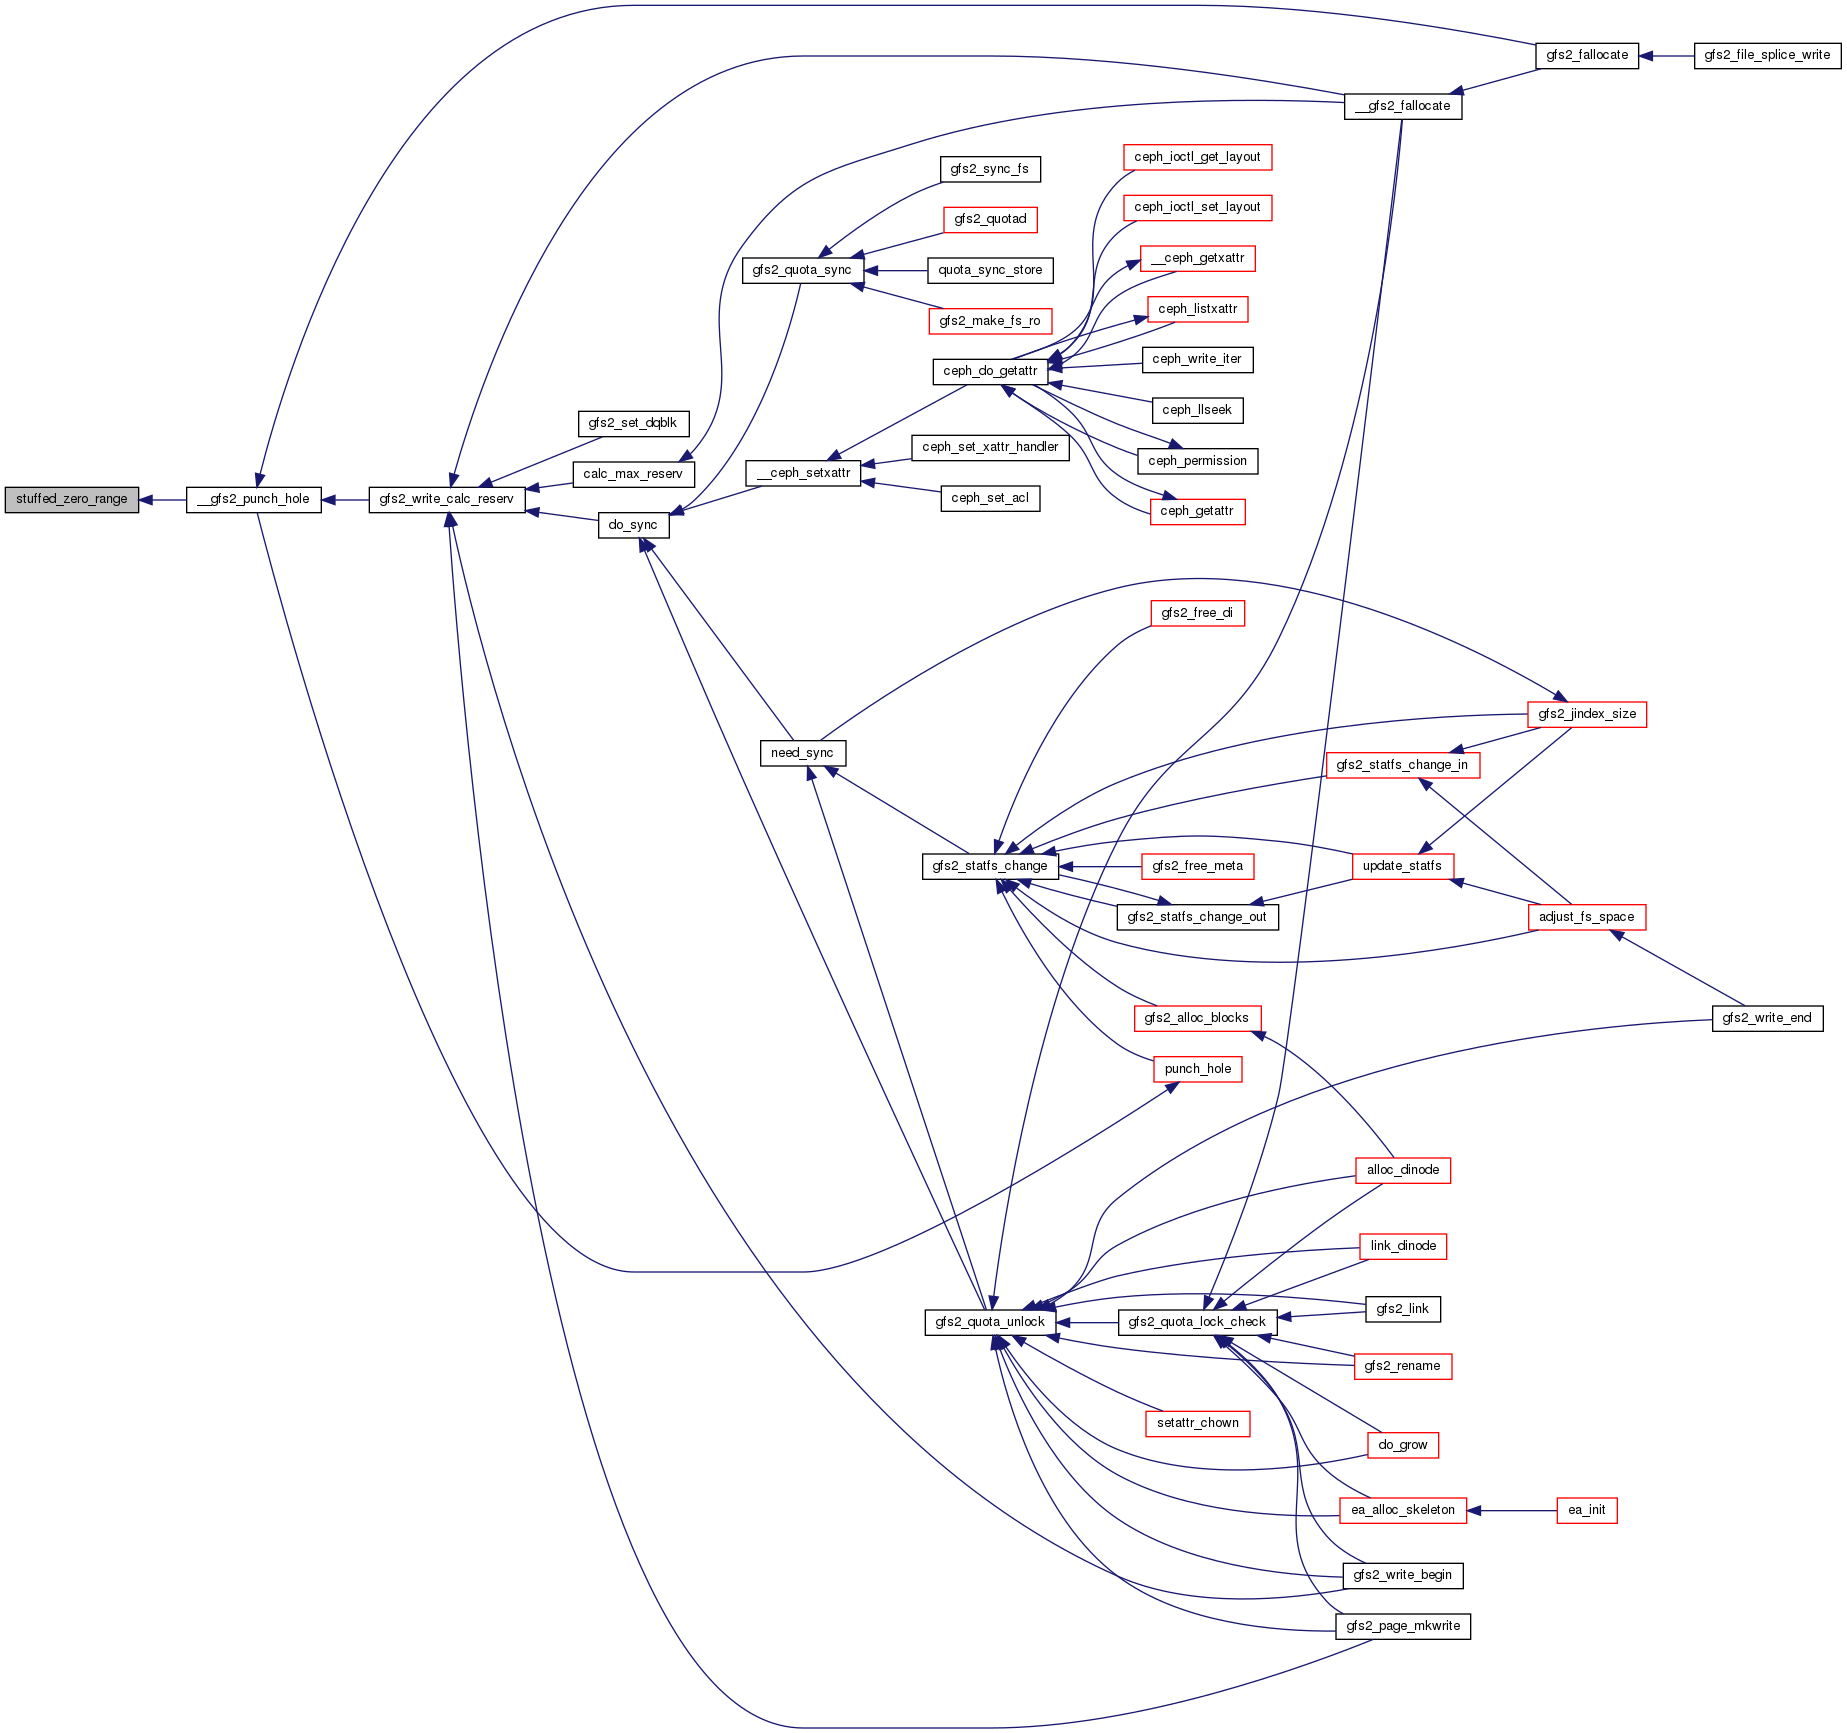 gfs2_fallocate
gfs2_file_splice_write
__gfs2_fallocate
ceph_ioctl_get_layout
gfs2_sync_fs
ceph_ioctl_set_layout
gfs2_quotad
__ceph_getxattr
gfs2_quota_sync
quota_sync_store
ceph_listxattr
gfs2_make_fs_ro
ceph_write_iter
ceph_do_getattr
ceph_llseek
gfs2_set_dqblk
ceph_set_xattr_handler
ceph_permission
calc_max_reserv
__ceph_setxattr
stuffed_zero_range
__gfs2_punch_hole
gfs2_write_calc_reserv
ceph_set_acl
ceph_getattr
do_sync
gfs2_free_di
gfs2_jindex_size
need_sync
gfs2_statfs_change_in
gfs2_statfs_change
gfs2_free_meta
update_statfs
gfs2_statfs_change_out
adjust_fs_space
gfs2_alloc_blocks
gfs2_write_end
punch_hole
alloc_dinode
link_dinode
gfs2_link
gfs2_quota_unlock
gfs2_quota_lock_check
gfs2_rename
setattr_chown
do_grow
ea_alloc_skeleton
ea_init
gfs2_write_begin
gfs2_page_mkwrite